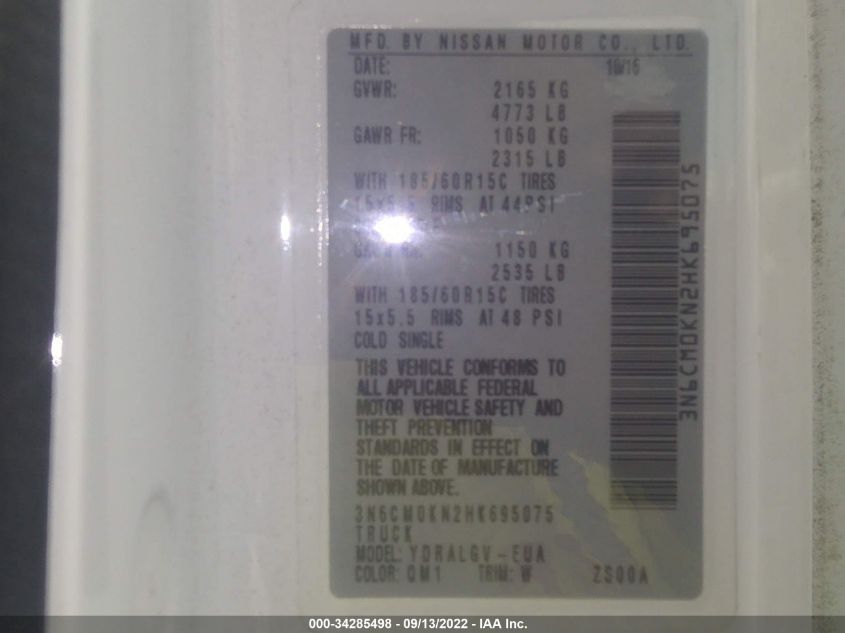 MFD. BY NISSAN MOTOR CO., LTD.
DATE: 10/16
GVWR: 2165 KG
4773 LB
GAWR FR: 1050 KG
2315 LB
WITH 185/60R15C TIRES
15x5.5 RIMS AT 44PSI
1150 KG
2535 LB
WITH 185/60R15C TIRES
15x5.5 RIMS AT 48 PSI
COLD SINGLE
THIS VEHICLE CONFORMS TO
ALL APPLICABLE FEDERAL
MOTOR VEHICLE SAFETY AND
THEFT PREVENTION
STANDARDS IN EFFECT ON
THE DATE OF MANUFACTURE
SHOWN ABOVE.
3N6CM0KN2HK695075
TRUCK
MODEL: YDRALGV-EUA
COLOR: QM1 TRIM: W ZS00A
3N6CM0KN2HK695075
000-34285498 - 09/13/2022 - IAA Inc.